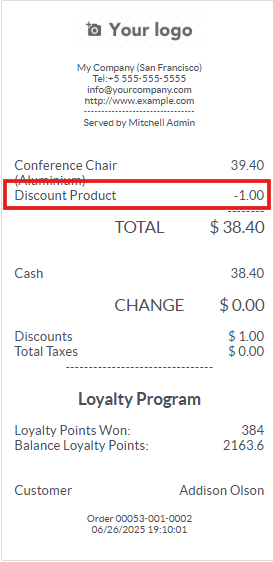 Your logo
My Company (San Francisco)
Tel:+5 555-555-5555
info@yourcompany.com
http://www.example.com
----------------------------------
Served by Mitchell Admin
Conference Chair 39.40
(Aluminium)
Discount Product -1.00
--------
TOTAL $ 38.40
Cash 38.40
CHANGE $ 0.00
Discounts $ 1.00
Total Taxes $ 0.00
--------------------------------
Loyalty Program
Loyalty Points Won: 384
Balance Loyalty Points: 2163.6
Customer Addison Olson
Order 00053-001-0002
06/26/2025 19:10:01